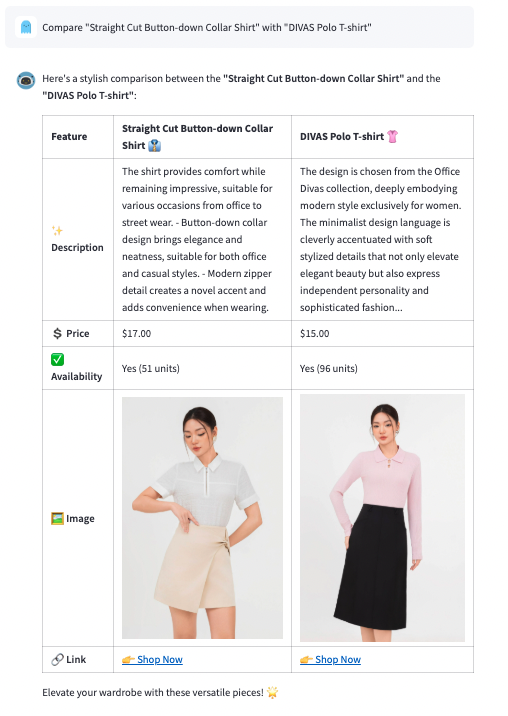 Compare "Straight Cut Button-down Collar Shirt" with "DIVAS Polo T-shirt"
Here's a stylish comparison between the "Straight Cut Button-down Collar Shirt" and the
"DIVAS Polo T-shirt":
Feature
Straight Cut Button-down Collar
Shirt 👔
DIVAS Polo T-shirt 👚
✨
Description
The shirt provides comfort while
remaining impressive, suitable for
various occasions from office to
street wear. - Button-down collar
design brings elegance and
neatness, suitable for both office
and casual styles. - Modern zipper
detail creates a novel accent and
adds convenience when wearing.
The design is chosen from the Office
Divas collection, deeply embodying
modern style exclusively for women.
The minimalist design language is
cleverly accentuated with soft
stylized details that not only elevate
elegant beauty but also express
independent personality and
sophisticated fashion...
💲 Price
$17.00
$15.00
✅
Availability
Yes (51 units)
Yes (96 units)
🖼️ Image
🔗 Link
👉 Shop Now
👉 Shop Now
Elevate your wardrobe with these versatile pieces! 🌟